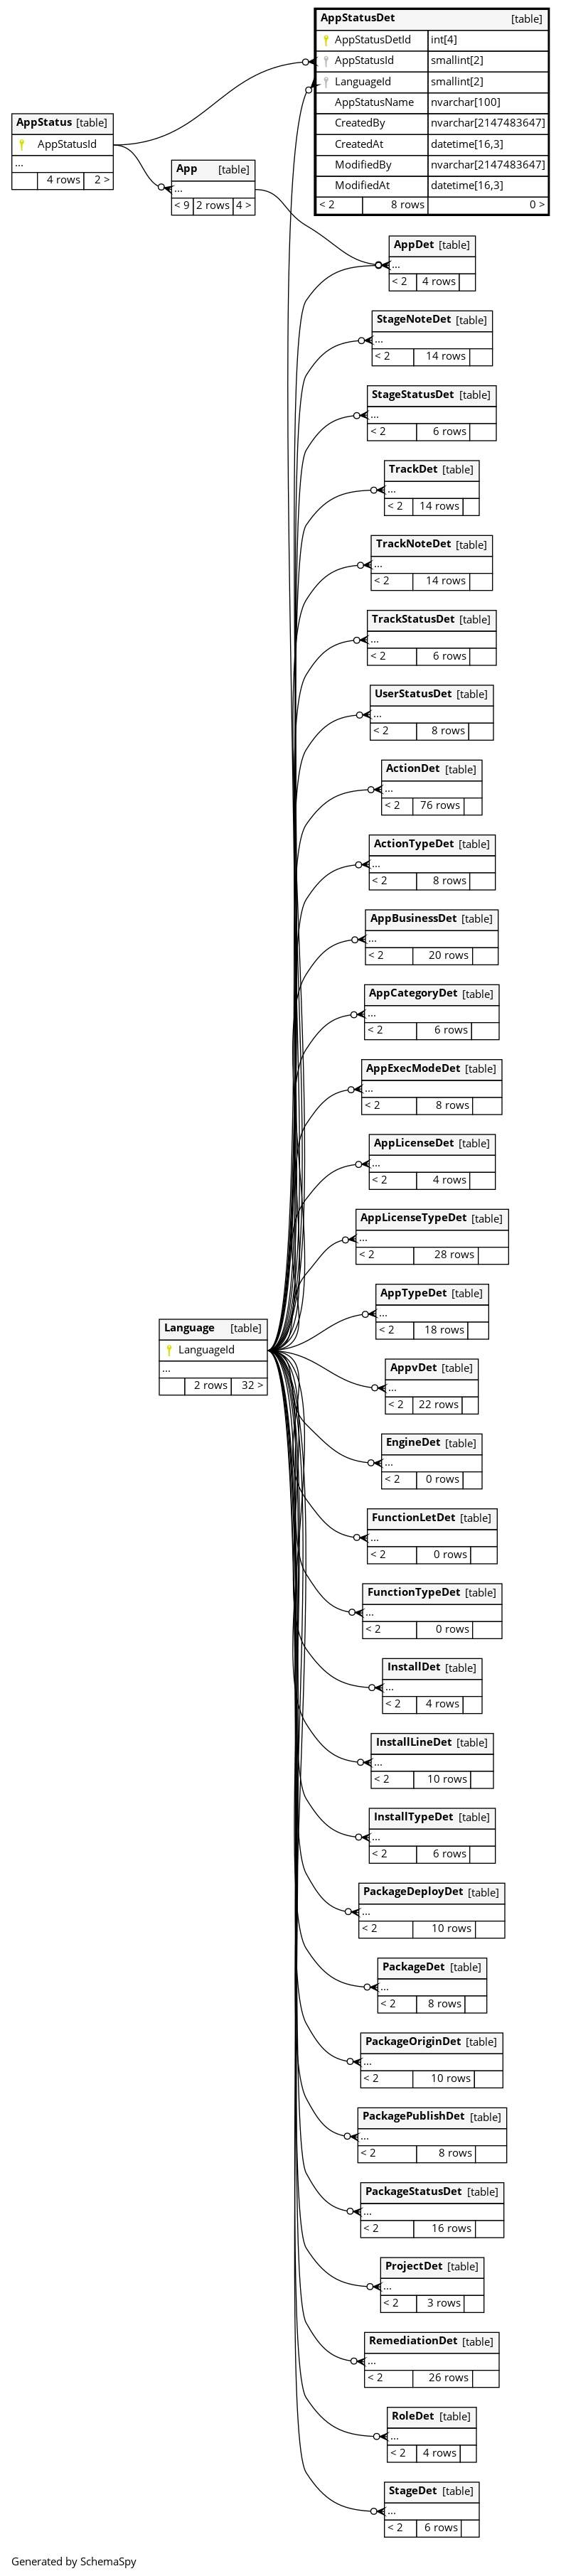 AppStatusDet [table]
AppStatusDetId int[4]
AppStatusId smallint[2]
LanguageId smallint[2]
AppStatusName nvarchar[100]
CreatedBy nvarchar[2147483647]
CreatedAt datetime[16,3]
ModifiedBy nvarchar[2147483647]
ModifiedAt datetime[16,3]
< 2 8 rows 0 >
AppStatus [table]
AppStatusId
...
4 rows 2 >
App [table]
...
< 9 2 rows 4 >
AppDet [table]
...
< 2 4 rows
StageNoteDet [table]
...
< 2 14 rows
StageStatusDet [table]
...
< 2 6 rows
TrackDet [table]
...
< 2 14 rows
TrackNoteDet [table]
...
< 2 14 rows
TrackStatusDet [table]
...
< 2 6 rows
UserStatusDet [table]
...
< 2 8 rows
ActionDet [table]
...
< 2 76 rows
ActionTypeDet [table]
...
< 2 8 rows
AppBusinessDet [table]
...
< 2 20 rows
AppCategoryDet [table]
...
< 2 6 rows
AppExecModeDet [table]
...
< 2 8 rows
AppLicenseDet [table]
...
< 2 4 rows
AppLicenseTypeDet [table]
...
< 2 28 rows
AppTypeDet [table]
...
< 2 18 rows
Language [table]
LanguageId
...
2 rows 32 >
AppvDet [table]
...
< 2 22 rows
EngineDet [table]
...
< 2 0 rows
FunctionLetDet [table]
...
< 2 0 rows
FunctionTypeDet [table]
...
< 2 0 rows
InstallDet [table]
...
< 2 4 rows
InstallLineDet [table]
...
< 2 10 rows
InstallTypeDet [table]
...
< 2 6 rows
PackageDeployDet [table]
...
< 2 10 rows
PackageDet [table]
...
< 2 8 rows
PackageOriginDet [table]
...
< 2 10 rows
PackagePublishDet [table]
...
< 2 8 rows
PackageStatusDet [table]
...
< 2 16 rows
ProjectDet [table]
...
< 2 3 rows
RemediationDet [table]
...
< 2 26 rows
RoleDet [table]
...
< 2 4 rows
StageDet [table]
...
< 2 6 rows
Generated by SchemaSpy